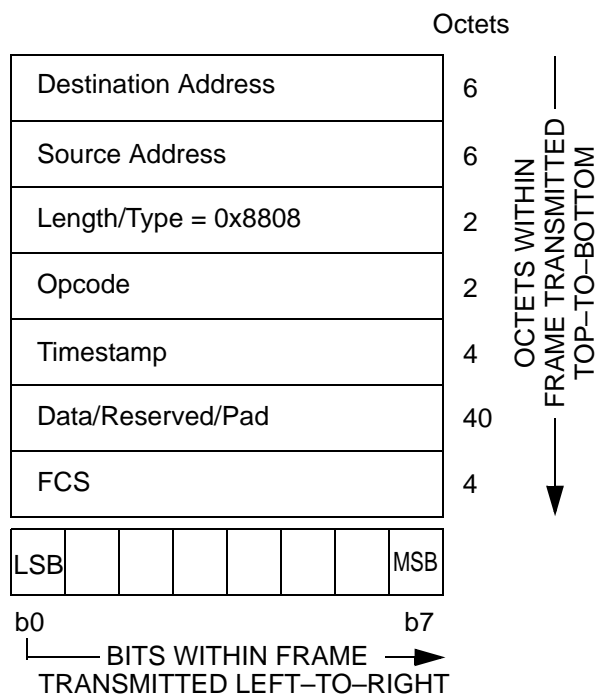 Octets
Destination Address 6
Source Address 6
Length/Type = 0x8808 2
Opcode 2
Timestamp 4
Data/Reserved/Pad 40
FCS 4
OCTETS WITHIN
FRAME TRANSMITTED
TOP–TO–BOTTOM
LSB MSB
b0 b7
BITS WITHIN FRAME
TRANSMITTED LEFT–TO–RIGHT